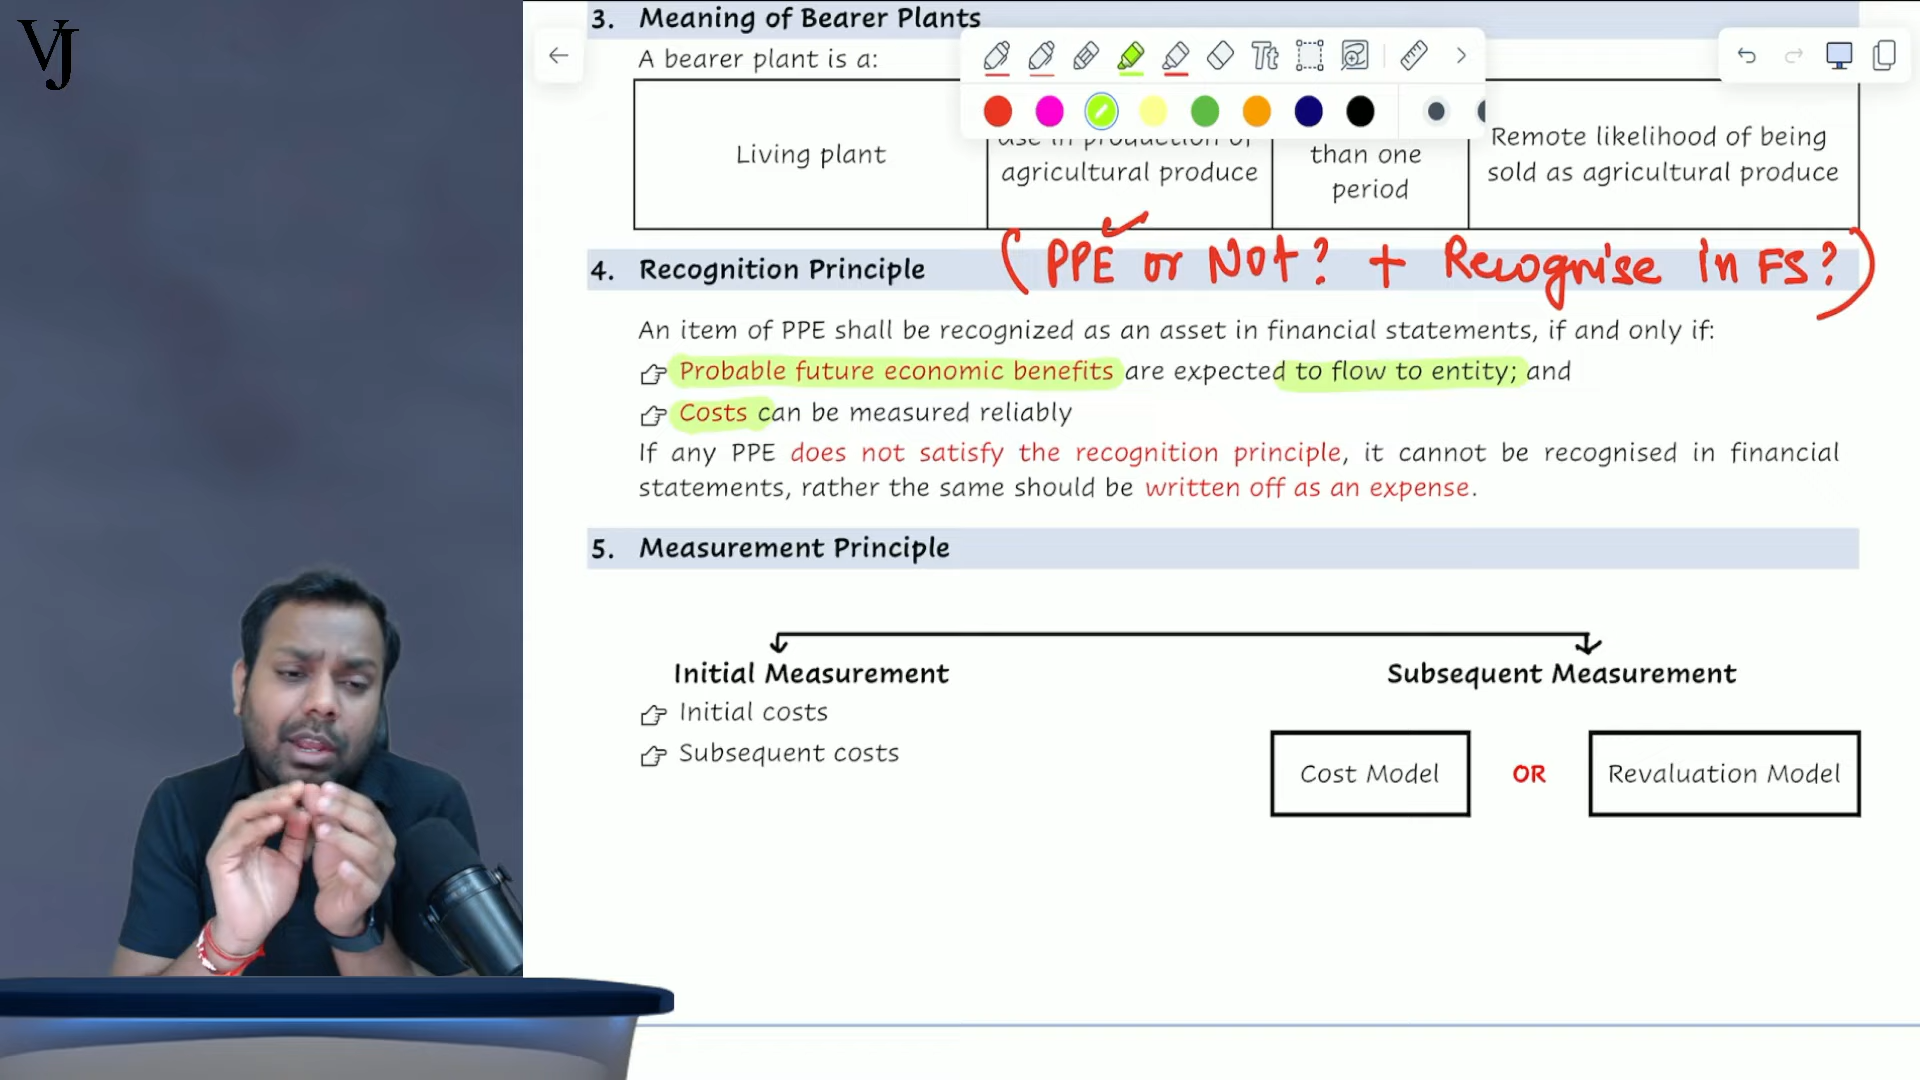 VJ
3. Meaning of Bearer Plants
A bearer plant is a:
Living plant
agricultural produce
than one
period
Remote likelihood of being
sold as agricultural produce
Tt
(PPE or Not? + Recognise in FS?)
4. Recognition Principle
An item of PPE shall be recognized as an asset in financial statements, if and only if:
Probable future economic benefits are expected to flow to entity; and
Costs can be measured reliably
If any PPE does not satisfy the recognition principle, it cannot be recognised in financial
statements, rather the same should be written off as an expense.
5. Measurement Principle
Initial Measurement
Initial costs
Subsequent costs
Subsequent Measurement
Cost Model OR Revaluation Model